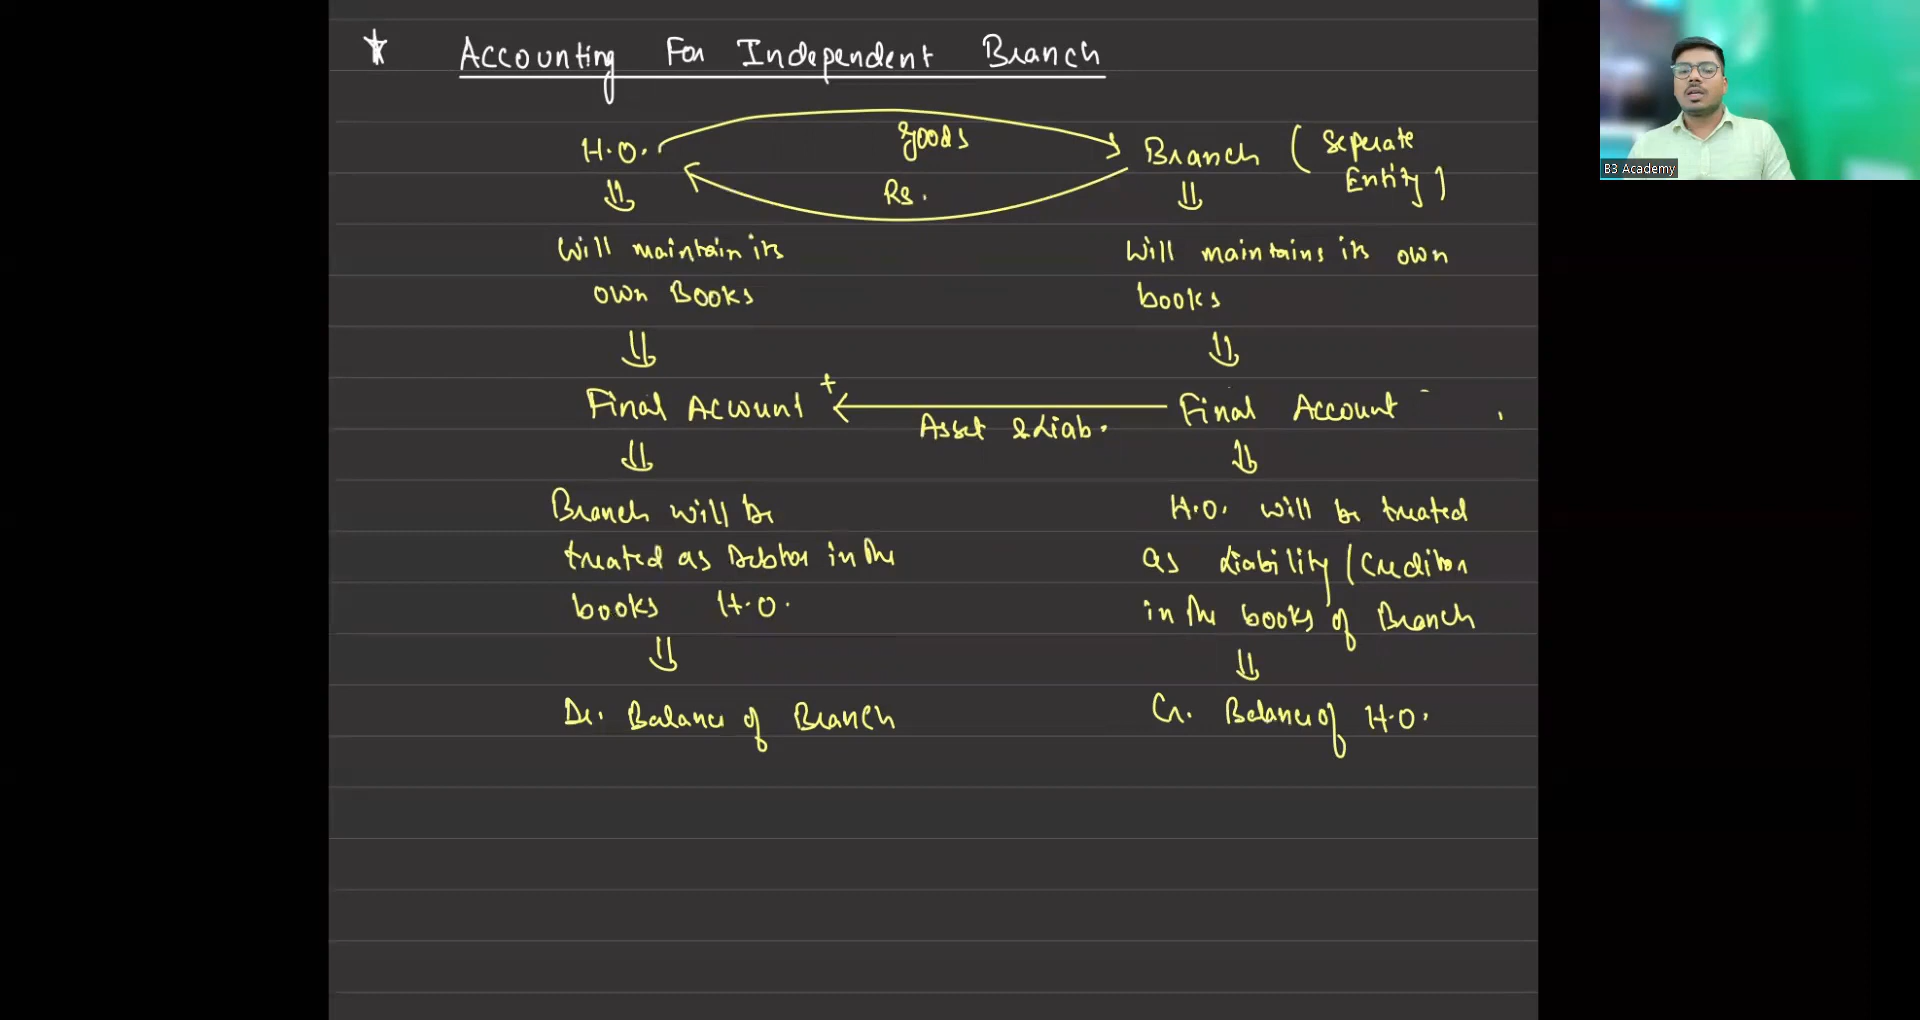 * Accounting For Independent Branch
H.O. goods Branch (Seperate
Rs. Entity)
Will maintain its
own Books
Will maintains its own
books
Final Account + Asset & Liab. Final Account
Branch will be
treated as Debtor in the
books H.O.
H.O. will be treated
as Liability / Creditor
in the books of Branch
Dr. Balance of Branch
Cr. Balance of H.O.
B3 Academy